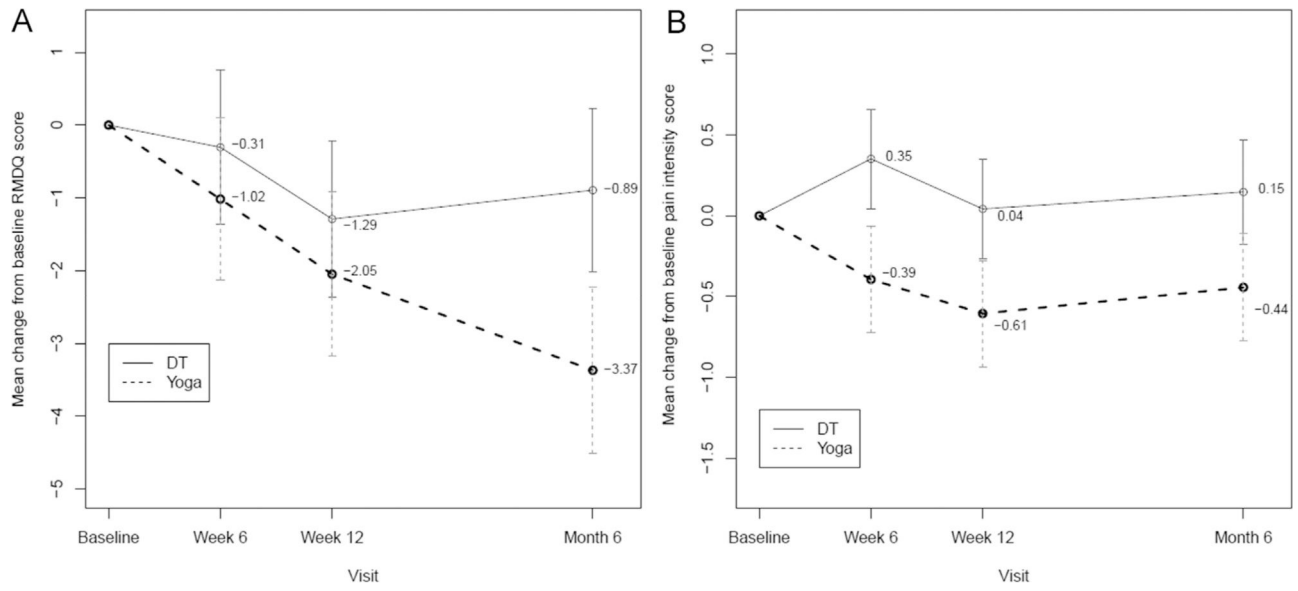 A
Mean change from baseline RMDQ score
1
0
−1
−2
−3
−4
−5
−0.31
−1.02
−1.29
−2.05
−0.89
−3.37
DT
Yoga
Baseline
Week 6
Week 12
Month 6
Visit
B
Mean change from baseline pain intensity score
1.0
0.5
0.0
−0.5
−1.0
−1.5
0.35
−0.39
0.04
−0.61
0.15
−0.44
DT
Yoga
Baseline
Week 6
Week 12
Month 6
Visit